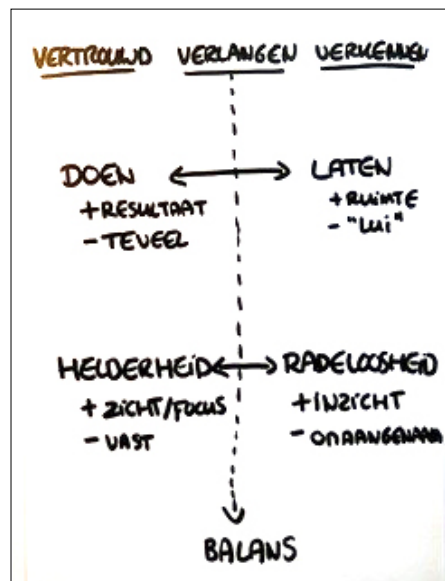 VERTROUWD VERLANGEN VERKENNEN
DOEN LATEN
+ RESULTAAT + RUIMTE
- TEVEEL - "LUI"
HELDERHEID RADELOOSHEID
+ ZICHT/FOCUS + INZICHT
- VAST - ONAANGENAAM
BALANS